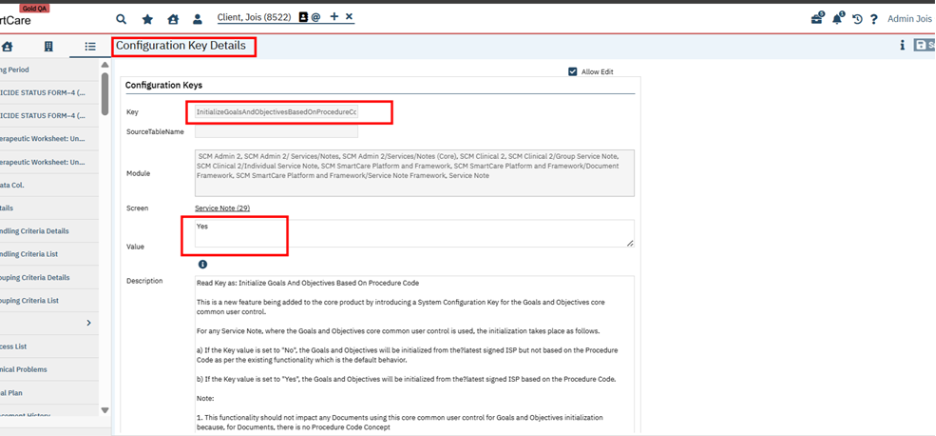 Gold QA
rtCare
Client, Jois (8522)
@
+
×
5
1
?
Admin Jois
Configuration Key Details
i
ng Period
ICIDE STATUS FORM-4 (...
ICIDE STATUS FORM-4 (...
erapeutic Worksheet: Un...
erapeutic Worksheet: Un...
ata Col.
tails
ndling Criteria Details
ndling Criteria List
ouping Criteria Details
ouping Criteria List
cess List
nical Problems
al Plan
Allow Edit
Configuration Keys
Key
InitializeGoalsAndObjectivesBasedOnProcedureCc
SourceTableName
Module
SCM Admin 2, SCM Admin 2/ Services/Notes, SCM Admin 2/Services/Notes (Core), SCM Clinical 2, SCM Clinical 2/Group Service Note,
SCM Clinical 2/Individual Service Note, SCM SmartCare Platform and Framework, SCM SmartCare Platform and Framework/Document
Framework, SCM SmartCare Platform and Framework/Service Note Framework, Service Note
Screen
Service Note (29)
Value
Yes
Description
Read Key as: Initialize Goals And Objectives Based On Procedure Code
This is a new feature being added to the core product by introducing a System Configuration Key for the Goals and Objectives core
common user control.
For any Service Note, where the Goals and Objectives core common user control is used, the initialization takes place as follows.
a) If the Key value is set to "No", the Goals and Objectives will be initialized from the?latest signed ISP but not based on the Procedure
Code as per the existing functionality which is the default behavior.
b) If the Key value is set to "Yes", the Goals and Objectives will be initialized from the?latest signed ISP based on the Procedure Code.
Note:
1. This functionality should not impact any Documents using this core common user control for Goals and Objectives initialization
because, for Documents, there is no Procedure Code Concept